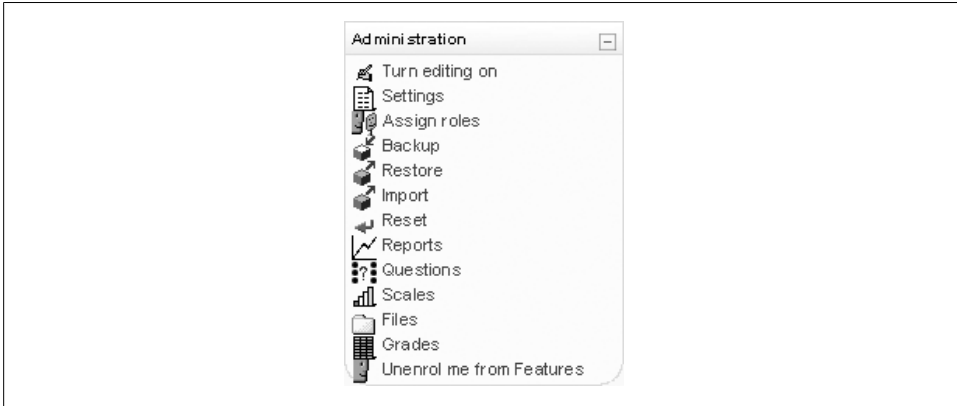 Administration
Turn editing on
Settings
Assign roles
Backup
Restore
Import
Reset
Reports
Questions
Scales
Files
Grades
Unenrol me from Features